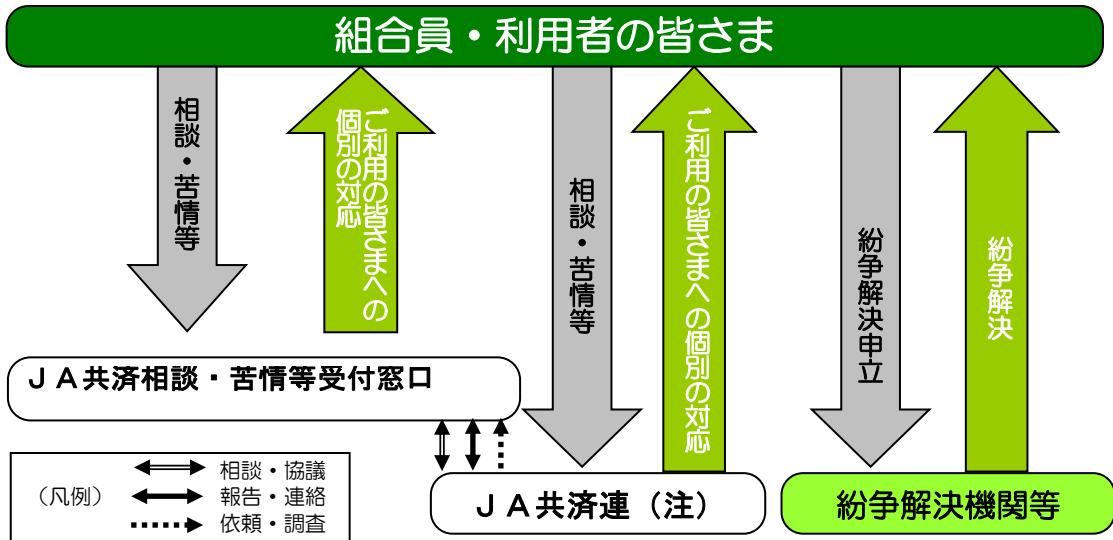 組合員・利用者の皆さま
相談・苦情等
ご利用の皆さまへの
個別の対応
相談・苦情等
ご利用の皆さまへの個別の対応
紛争解決申立
紛争解決
ＪＡ共済相談・苦情等受付窓口
（凡例）
相談・協議
報告・連絡
依頼・調査
ＪＡ共済連（注）
紛争解決機関等